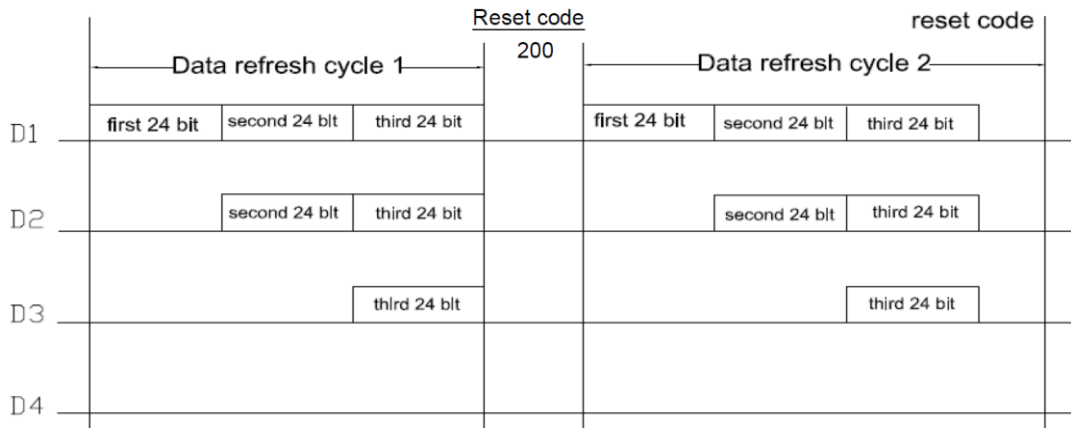 Reset code
reset code
200
Data refresh cycle 1
Data refresh cycle 2
D1 first 24 bit second 24 blt third 24 bit first 24 bit second 24 blt third 24 bit
D2 second 24 blt third 24 bit second 24 blt third 24 bit
D3 third 24 blt third 24 bit
D4